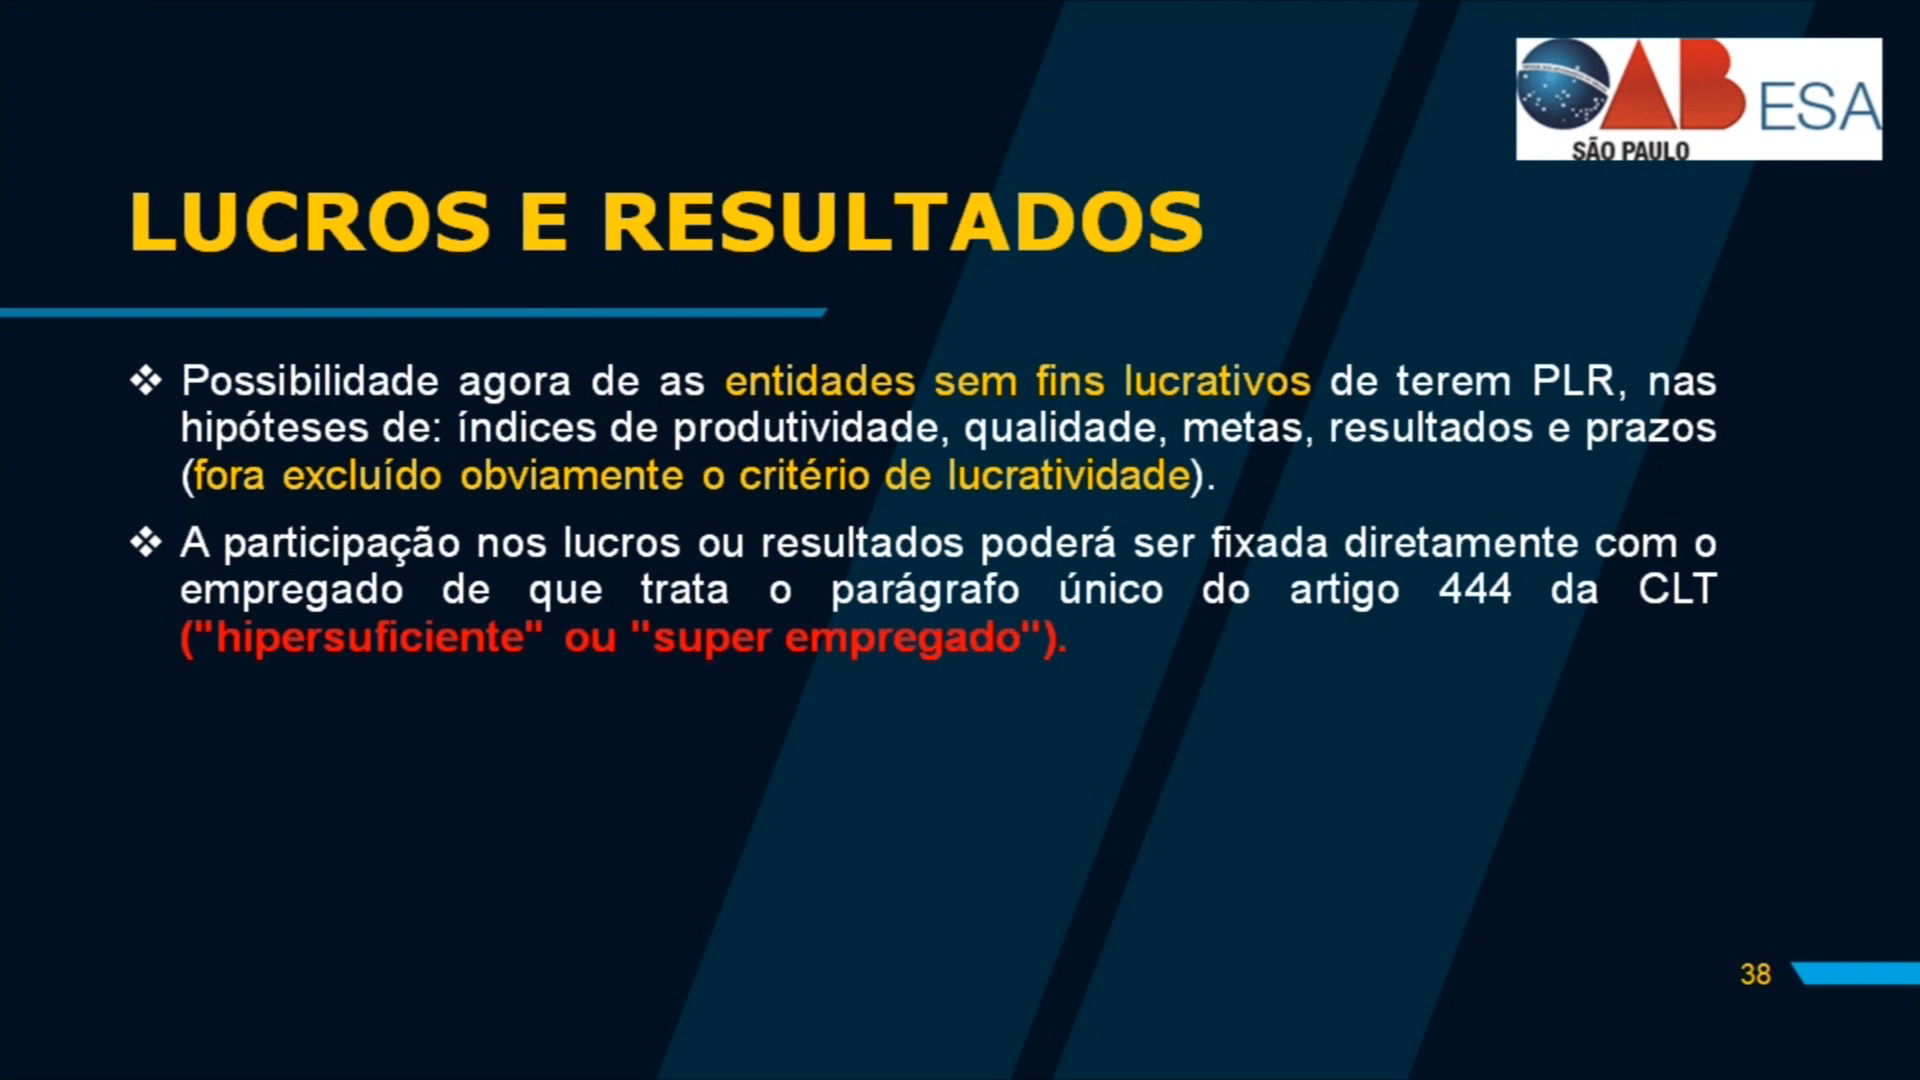 OAB ESA
SÃO PAULO
LUCROS E RESULTADOS
❖ Possibilidade agora de as entidades sem fins lucrativos de terem PLR, nas
hipóteses de: índices de produtividade, qualidade, metas, resultados e prazos
(fora excluído obviamente o critério de lucratividade).
❖ A participação nos lucros ou resultados poderá ser fixada diretamente com o
empregado de que trata o parágrafo único do artigo 444 da CLT
("hipersuficiente" ou "super empregado").
38